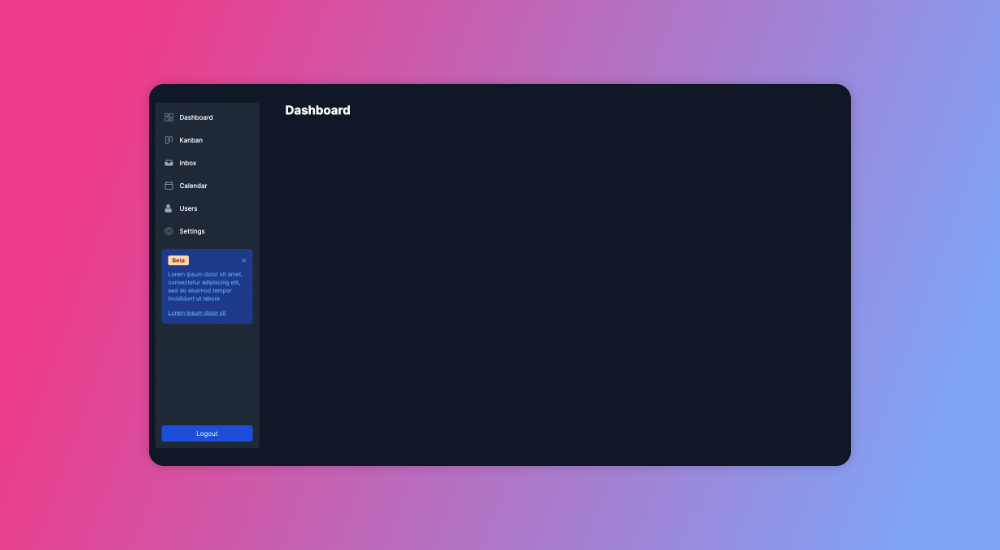 Dashboard
Dashboard
Kanban
Inbox
Calendar
Users
Settings
Beta
Lorem ipsum dolor sit amet,
consectetur adipiscing elit,
sed do eiusmod tempor
incididunt ut labore
Lorem ipsum dolor sit
Logout